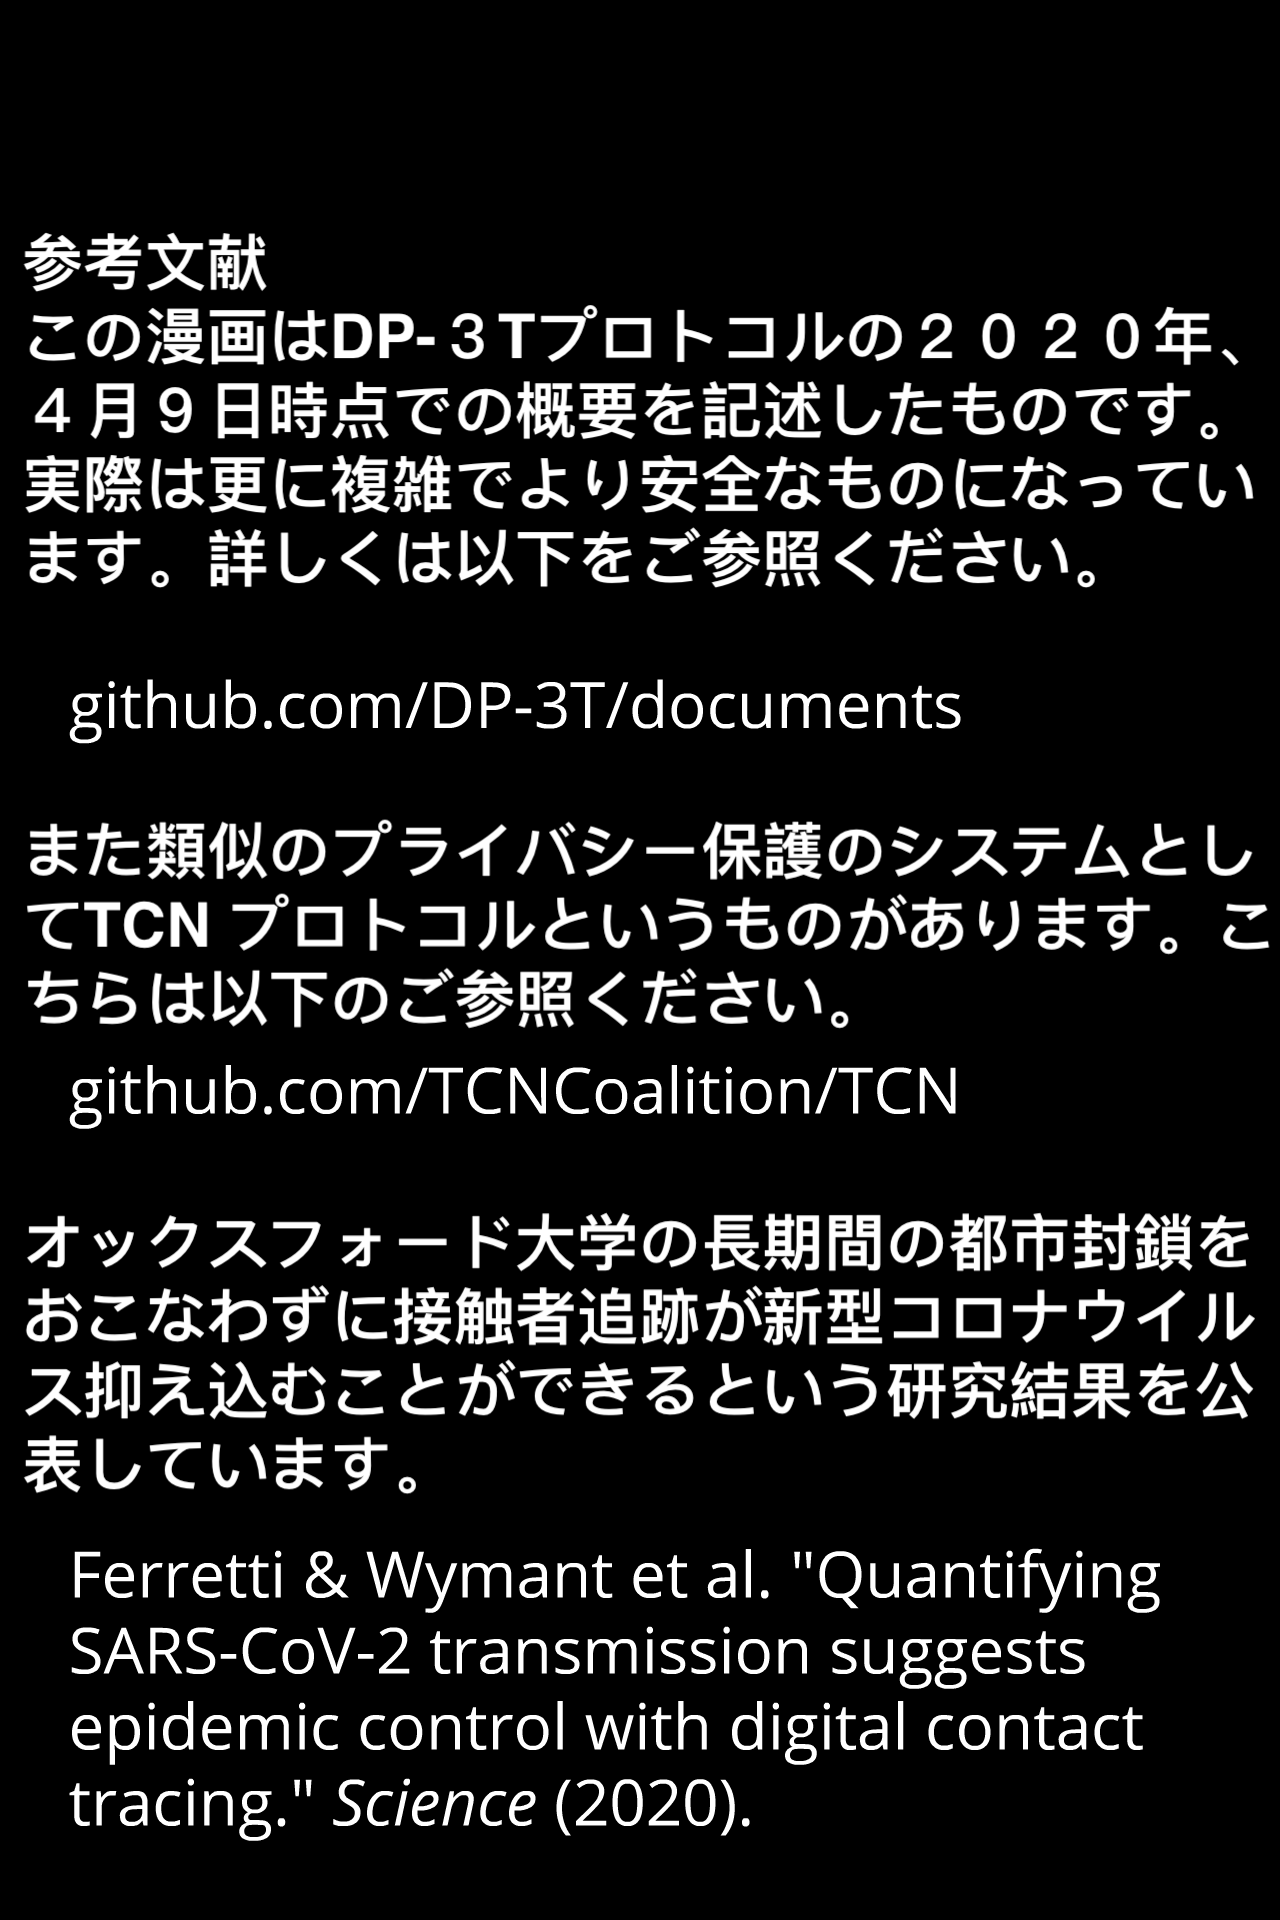 参考文献
この漫画はDP-３Tプロトコルの２０２０年、
４月９日時点での概要を記述したものです。
実際は更に複雑でより安全なものになってい
ます。詳しくは以下をご参照ください。
github.com/DP-3T/documents
また類似のプライバシー保護のシステムとし
てTCN プロトコルというものがあります。こ
ちらは以下のご参照ください。
github.com/TCNCoalition/TCN
オックスフォード大学の長期間の都市封鎖を
おこなわずに接触者追跡が新型コロナウイル
ス抑え込むことができるという研究結果を公
表しています。
Ferretti & Wymant et al. "Quantifying
SARS-CoV-2 transmission suggests
epidemic control with digital contact
tracing." Science (2020).